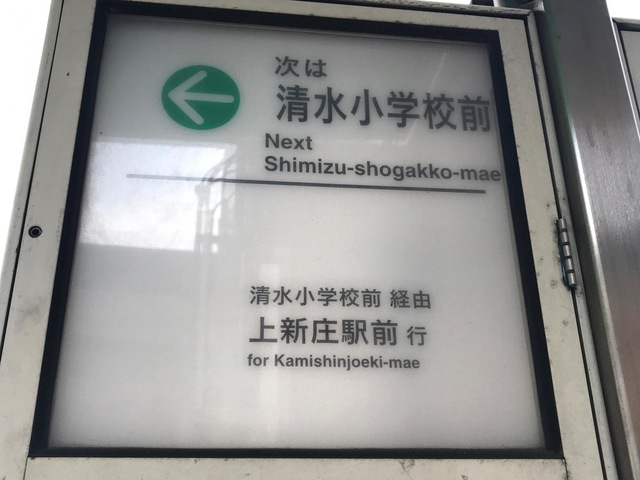 次は
清水小学校前
Next
Shimizu-shogakko-mae
清水小学校前 経由
上新庄駅前 行
for Kamishinjoeki-mae